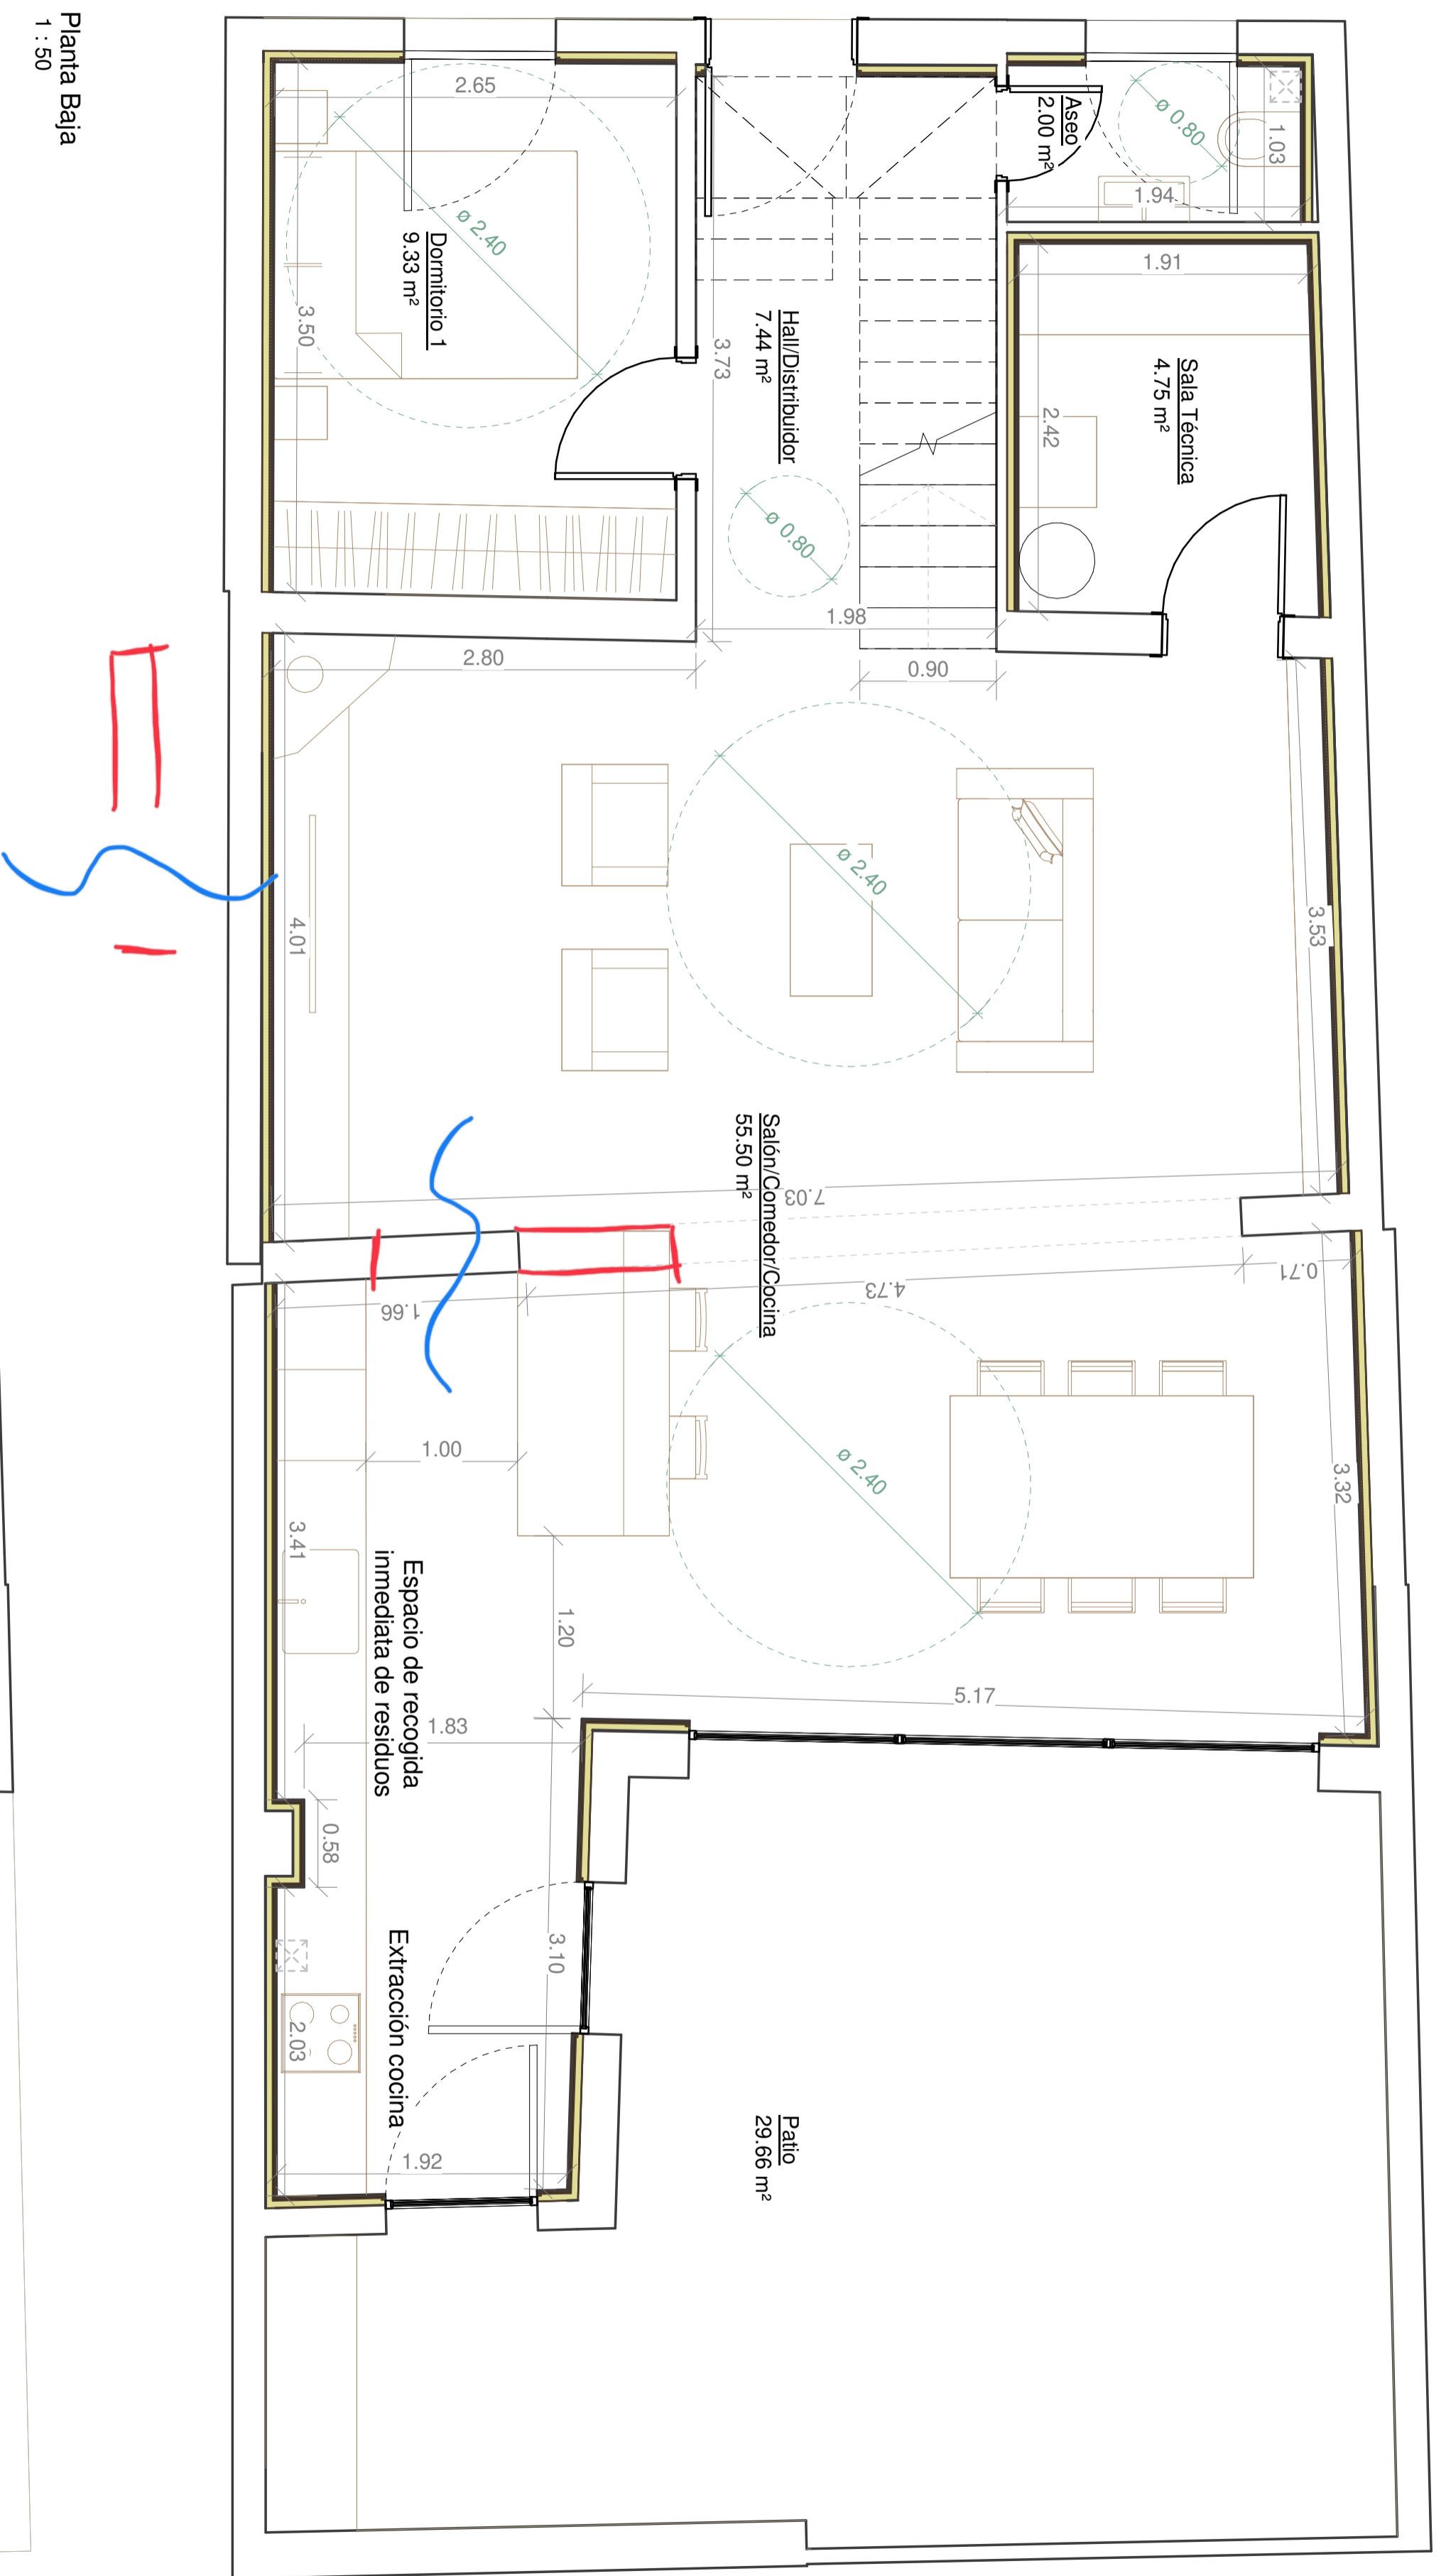 Planta Baja
1 : 50
2.65
ø 2.40
Dormitorio 1
9.33 m²
3.50
Aseo
2.00 m²
ø 0.80
1.03
1.94
1.91
Sala Técnica
4.75 m²
2.42
Hall/Distribuidor
7.44 m²
3.73
ø 0.80
1.98
0.90
2.80
ø 2.40
4.01
3.53
Salón/Comedor/Cocina
55.50 m²
7.03
0.71
4.73
1.66
1.00
ø 2.40
3.32
3.41
Espacio de recogida
inmediata de residuos
1.20
5.17
1.83
0.58
3.10
Extracción cocina
2.03
1.92
Patio
29.66 m²